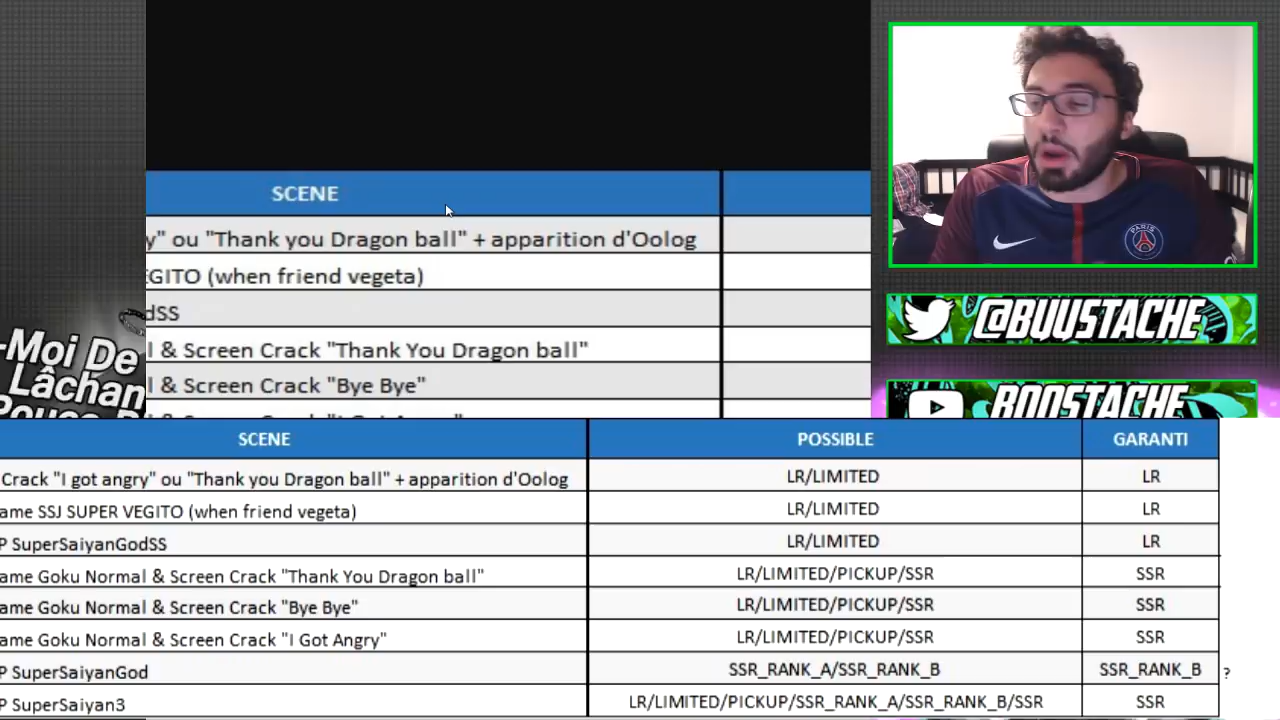 SCENE
y" ou "Thank you Dragon ball" + apparition d'Oolog
EGITO (when friend vegeta)
dSS
l & Screen Crack "Thank You Dragon ball"
l & Screen Crack "Bye Bye"
-Moi De
Lâchan
PARIS
@BUUSTACHE
BOOSTACHE
SCENE POSSIBLE GARANTI
Crack "I got angry" ou "Thank you Dragon ball" + apparition d'Oolog LR/LIMITED LR
ame SSJ SUPER VEGITO (when friend vegeta) LR/LIMITED LR
P SuperSaiyanGodSS LR/LIMITED LR
ame Goku Normal & Screen Crack "Thank You Dragon ball" LR/LIMITED/PICKUP/SSR SSR
ame Goku Normal & Screen Crack "Bye Bye" LR/LIMITED/PICKUP/SSR SSR
ame Goku Normal & Screen Crack "I Got Angry" LR/LIMITED/PICKUP/SSR SSR
P SuperSaiyanGod SSR_RANK_A/SSR_RANK_B SSR_RANK_B ?
P SuperSaiyan3 LR/LIMITED/PICKUP/SSR_RANK_A/SSR_RANK_B/SSR SSR